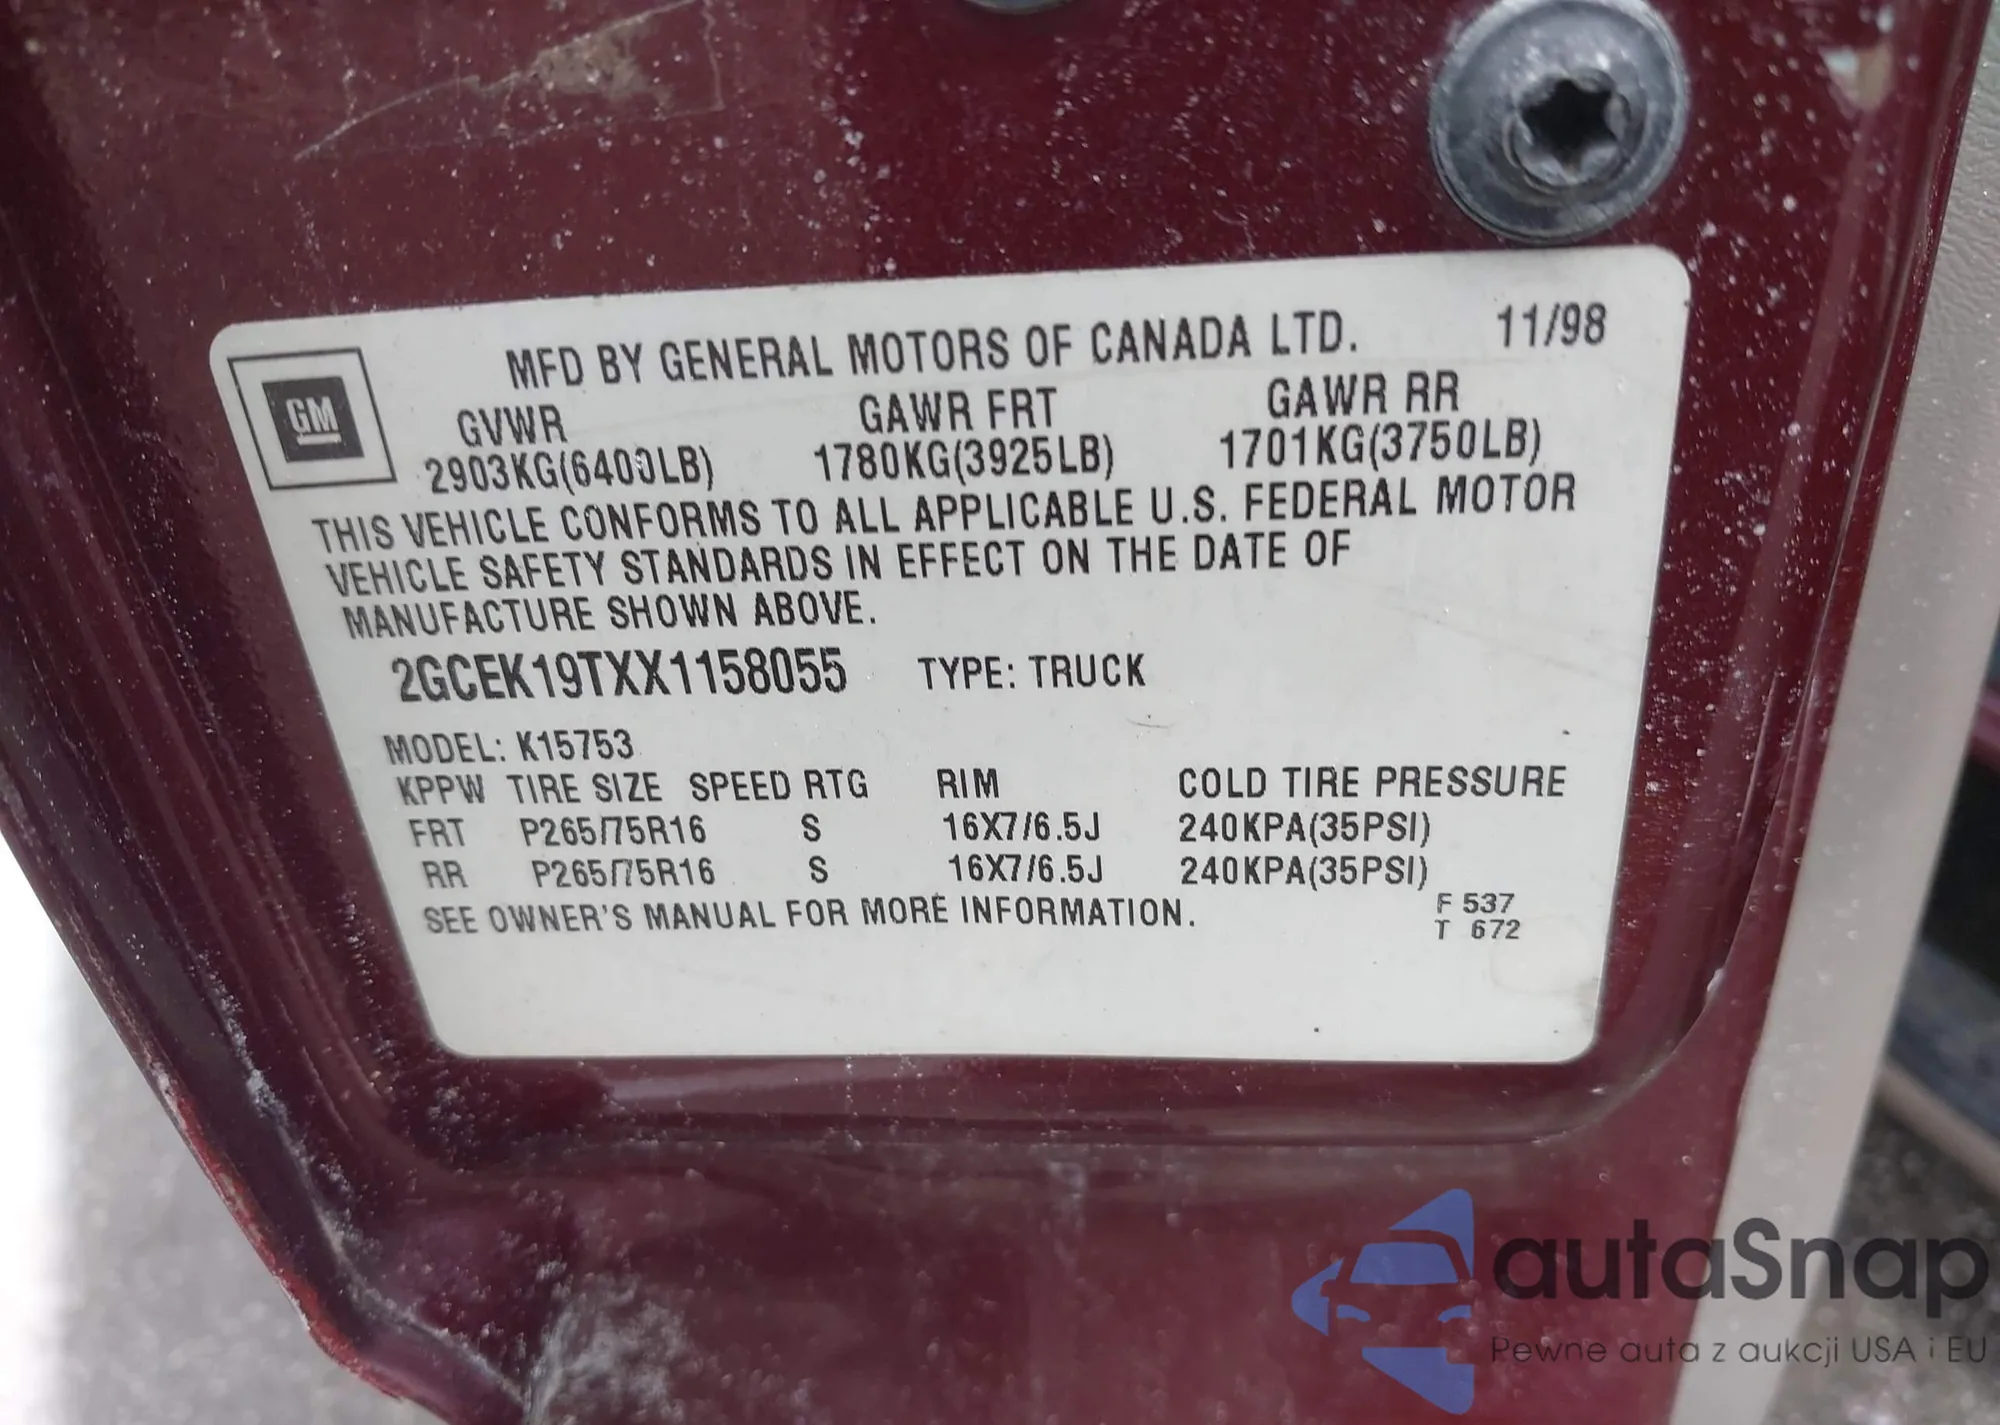 MFD BY GENERAL MOTORS OF CANADA LTD. 11/98
GM
GVWR GAWR FRT GAWR RR
2903KG(6400LB) 1780KG(3925LB) 1701KG(3750LB)
THIS VEHICLE CONFORMS TO ALL APPLICABLE U.S. FEDERAL MOTOR
VEHICLE SAFETY STANDARDS IN EFFECT ON THE DATE OF
MANUFACTURE SHOWN ABOVE.
2GCEK19TXX1158055 TYPE: TRUCK
MODEL: K15753
KPPW TIRE SIZE SPEED RTG RIM COLD TIRE PRESSURE
FRT P265/75R16 S 16X7/6.5J 240KPA(35PSI)
RR P265/75R16 S 16X7/6.5J 240KPA(35PSI)
SEE OWNER'S MANUAL FOR MORE INFORMATION.
F 537
T 672
autaSnap
Pewne auta z aukcji USA i EU